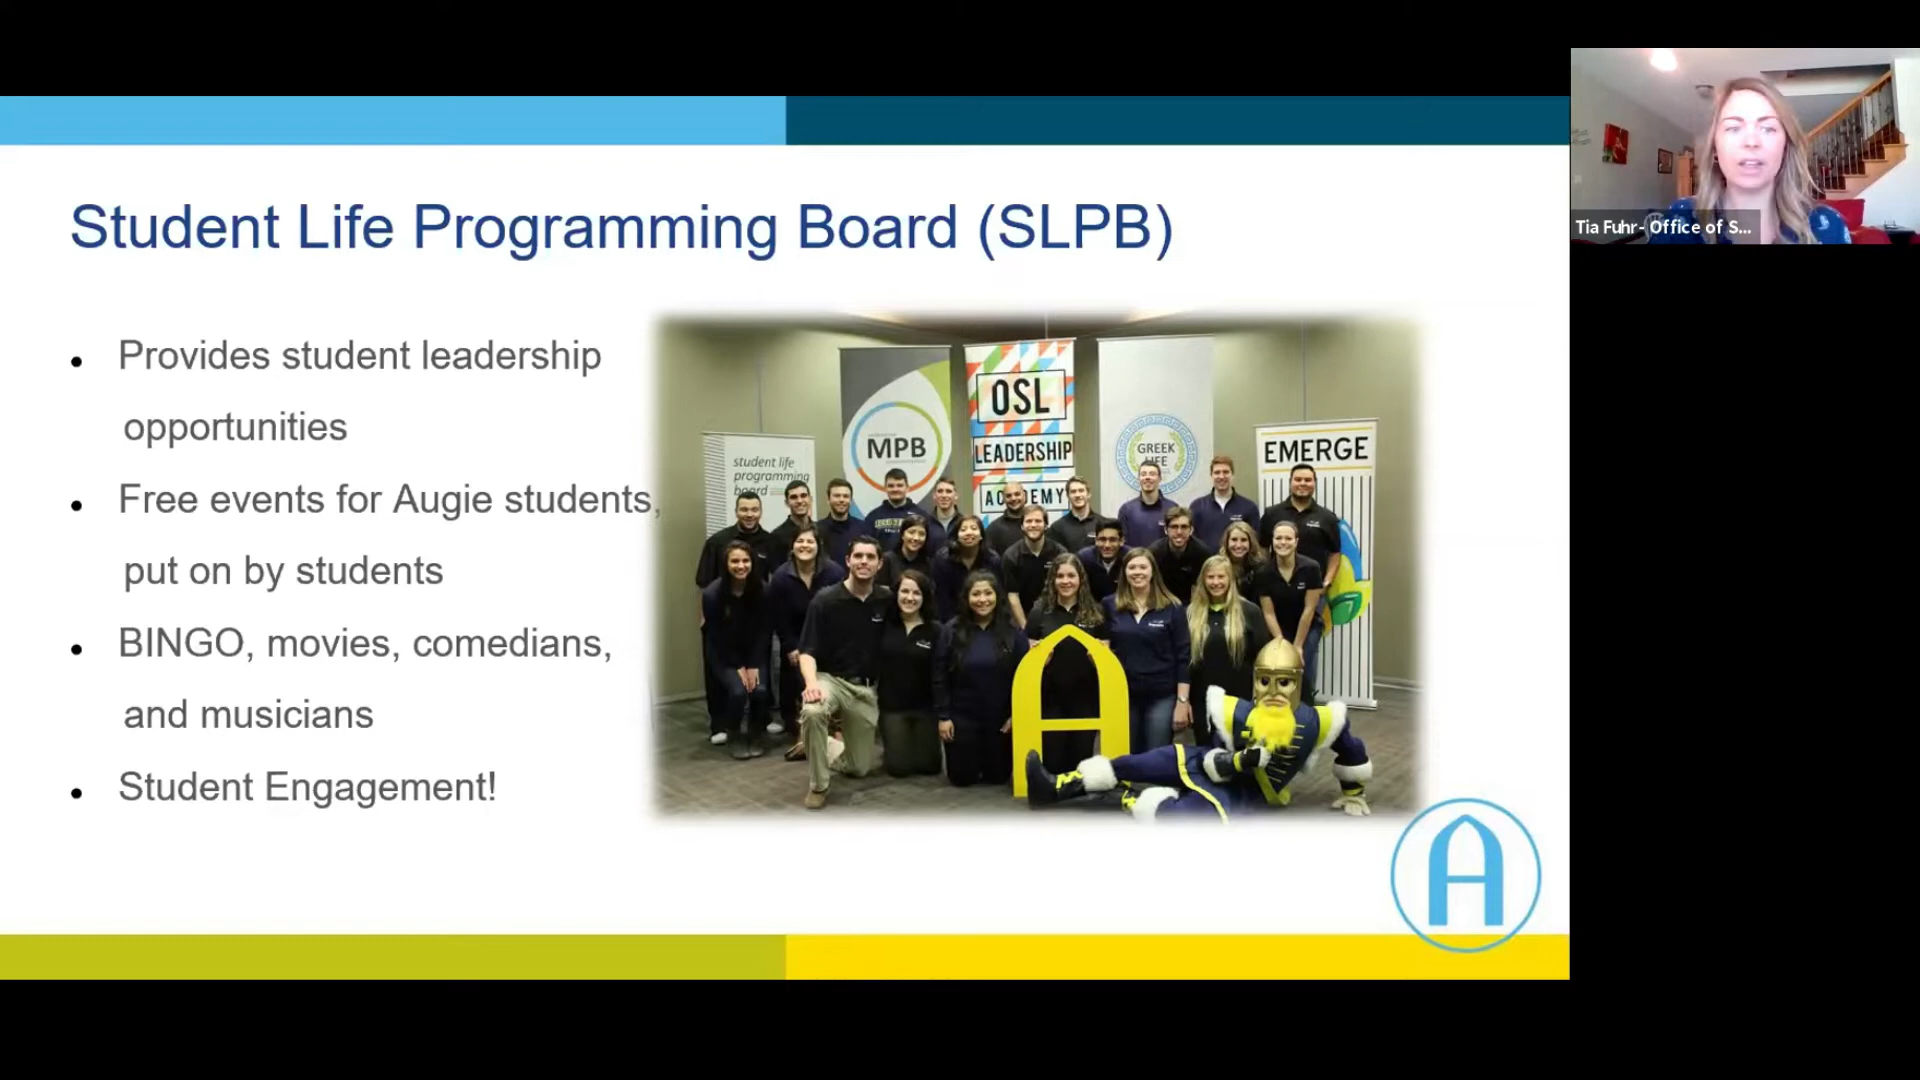 Student Life Programming Board (SLPB)
Provides student leadership
opportunities
Free events for Augie students,
put on by students
BINGO, movies, comedians,
and musicians
Student Engagement!
student life
programming
board
MPB
OSL
LEADERSHIP
ACADEMY
GREEK
LIFE
EMERGE
A
A
Tia Fuhr- Office of S...